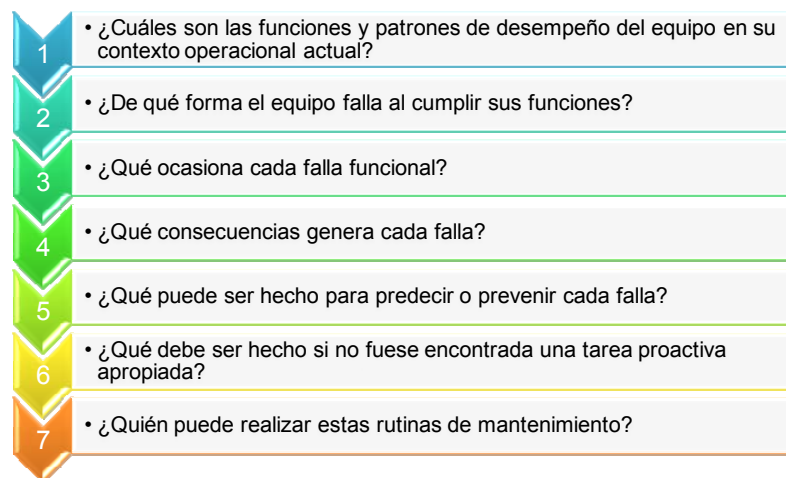 1
• ¿Cuáles son las funciones y patrones de desempeño del equipo en su
contexto operacional actual?
2
• ¿De qué forma el equipo falla al cumplir sus funciones?
3
• ¿Qué ocasiona cada falla funcional?
4
• ¿Qué consecuencias genera cada falla?
5
• ¿Qué puede ser hecho para predecir o prevenir cada falla?
6
• ¿Qué debe ser hecho si no fuese encontrada una tarea proactiva
apropiada?
7
• ¿Quién puede realizar estas rutinas de mantenimiento?